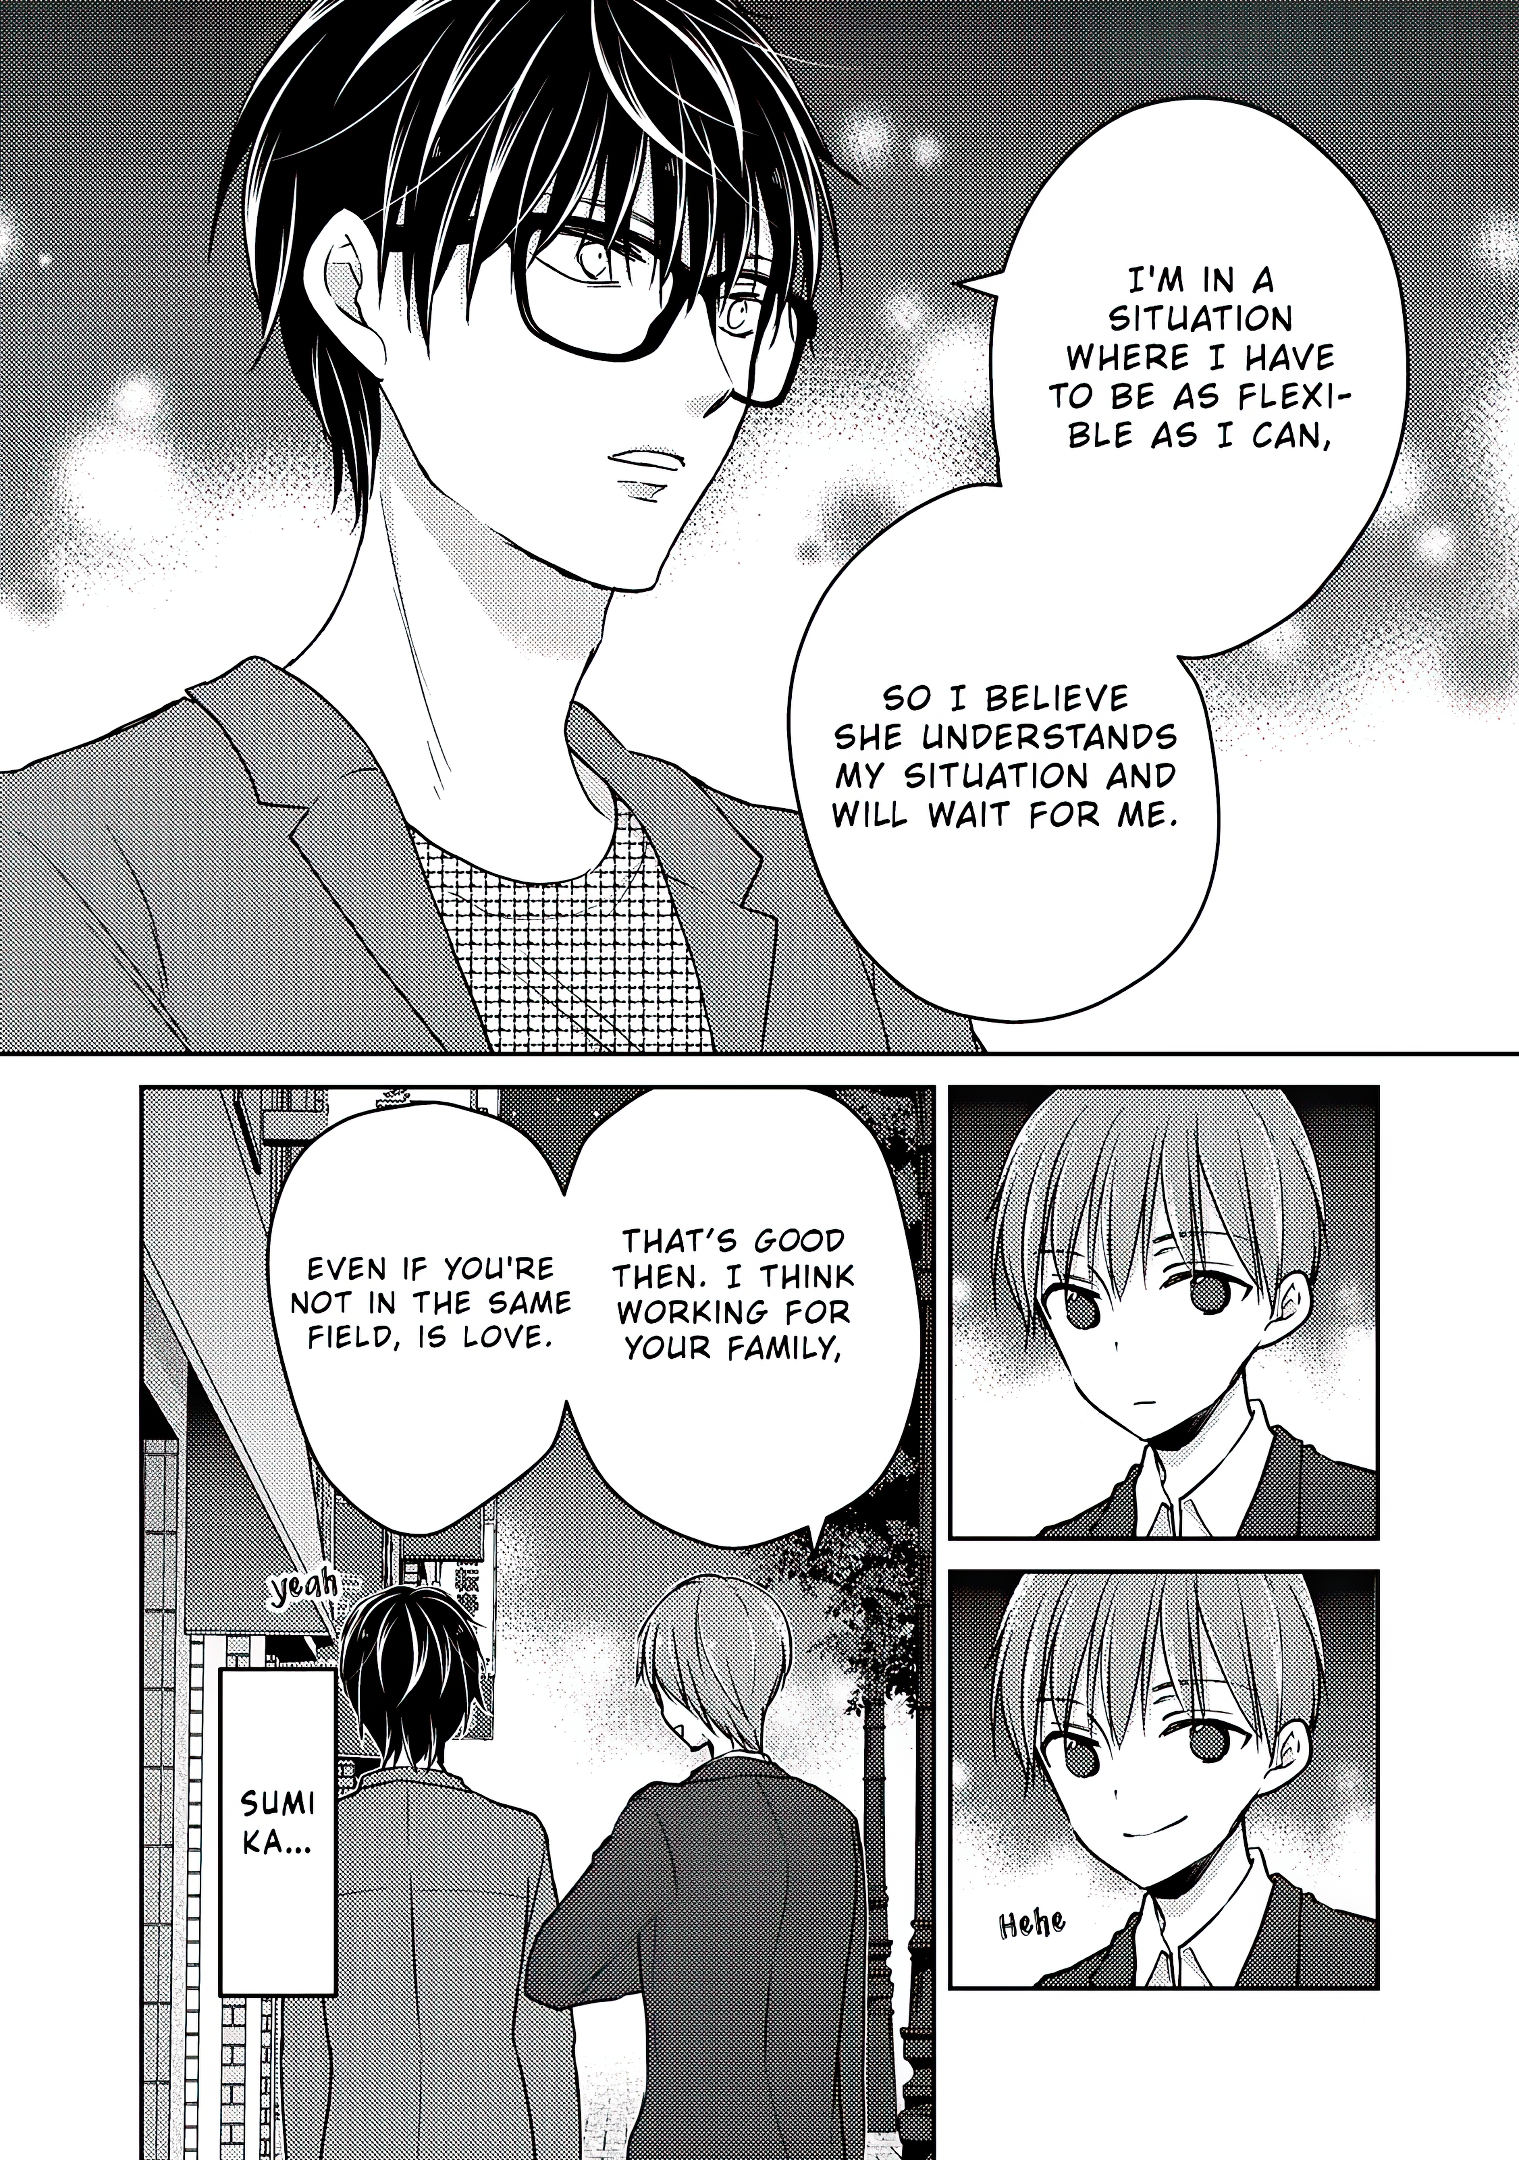 I'M IN A
SITUATION
WHERE I HAVE
TO BE AS FLEXI-
BLE AS I CAN,
SO I BELIEVE
SHE UNDERSTANDS
MY SITUATION AND
WILL WAIT FOR ME.
Hehe
THAT'S GOOD
THEN. I THINK
WORKING FOR
YOUR FAMILY,
EVEN IF YOU'RE
NOT IN THE SAME
FIELD, IS LOVE.
yeah
SUMI
KA...